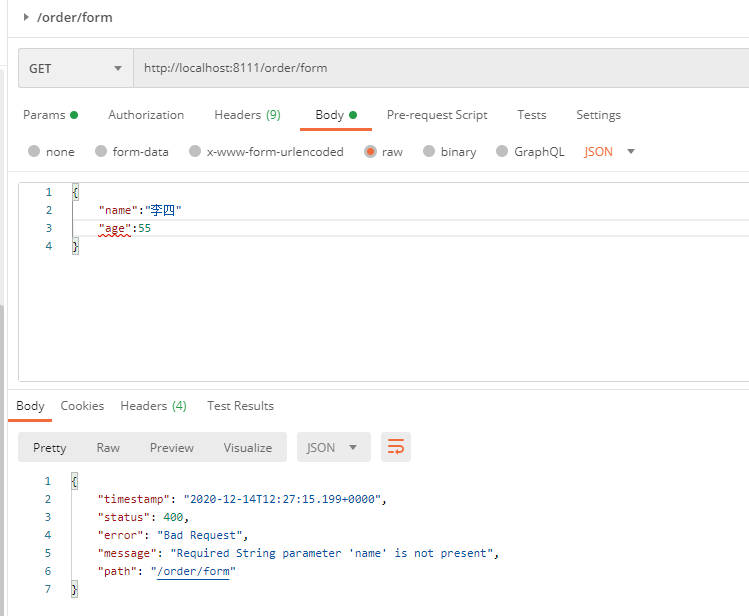 /order/form
GET http://localhost:8111/order/form
Params Authorization Headers (9) Body Pre-request Script Tests Settings
none form-data x-www-form-urlencoded raw binary GraphQL JSON
1 {
2 "name":"李四"
3 "age":55
4 }
Body Cookies Headers (4) Test Results
Pretty Raw Preview Visualize JSON
1 {
2 "timestamp": "2020-12-14T12:27:15.199+0000",
3 "status": 400,
4 "error": "Bad Request",
5 "message": "Required String parameter 'name' is not present",
6 "path": "/order/form"
7 }